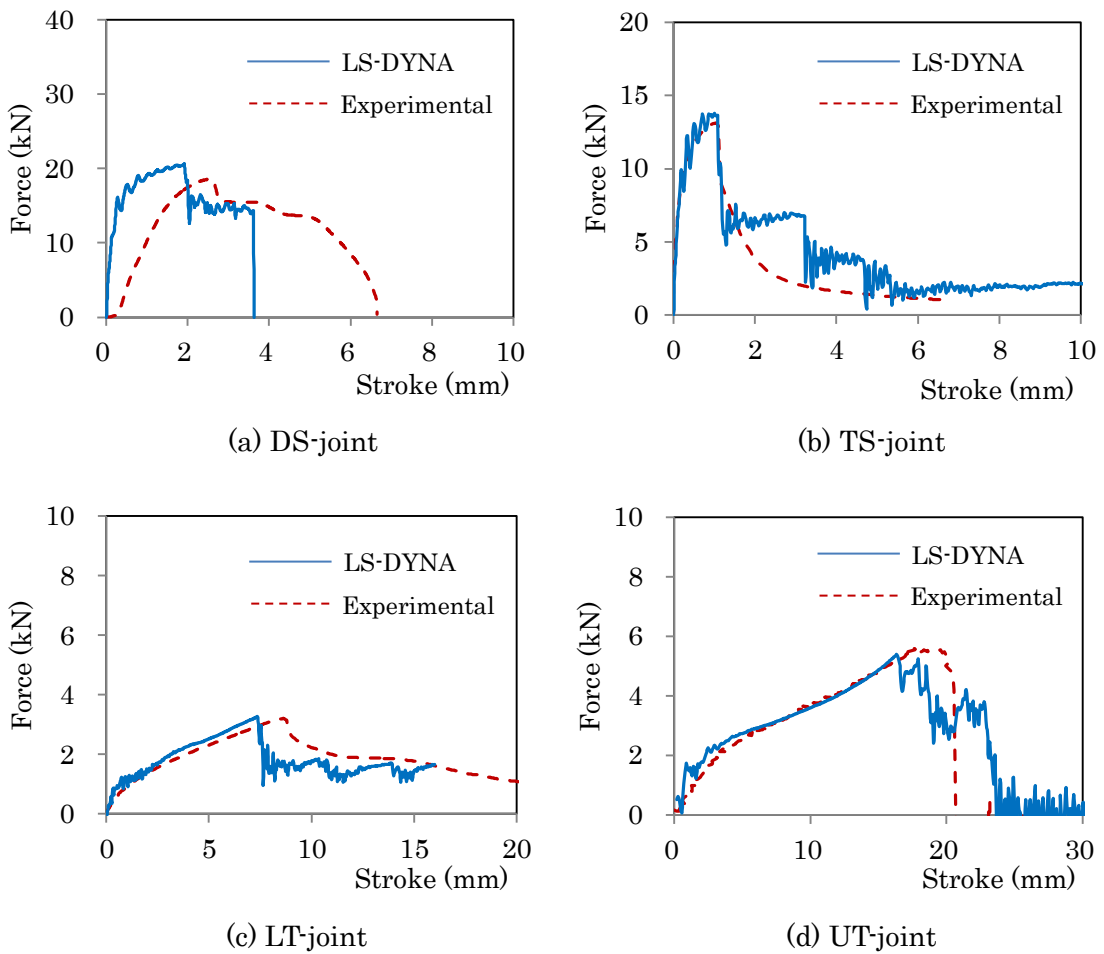 40
30
20
10
0
Force (kN)
LS-DYNA
Experimental
0 2 4 6 8 10
Stroke (mm)
(a) DS-joint
20
15
10
5
0
Force (kN)
LS-DYNA
Experimental
0 2 4 6 8 10
Stroke (mm)
(b) TS-joint
10
8
6
4
2
0
Force (kN)
LS-DYNA
Experimental
0 5 10 15 20
Stroke (mm)
(c) LT-joint
10
8
6
4
2
0
Force (kN)
LS-DYNA
Experimental
0 10 20 30
Stroke (mm)
(d) UT-joint